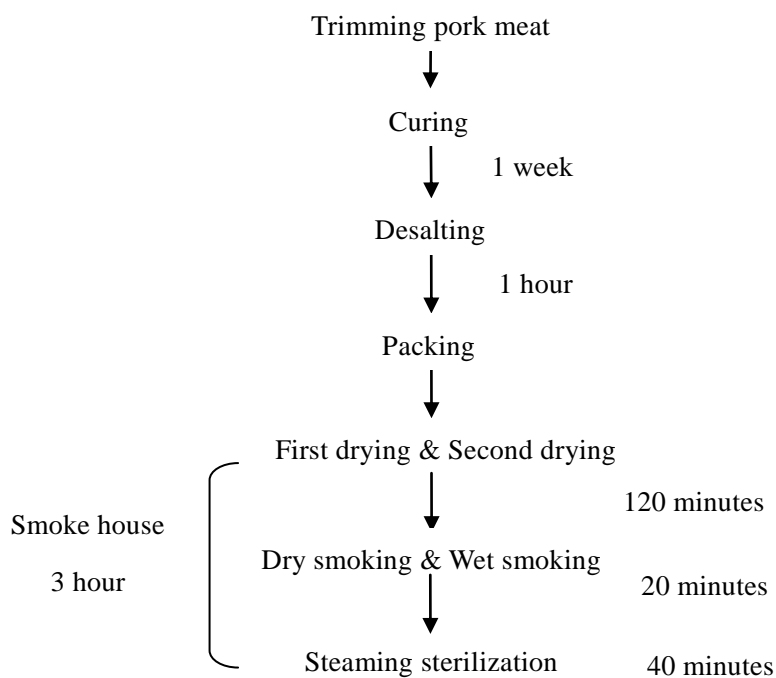 Trimming pork meat
Curing
1 week
Desalting
1 hour
Packing
First drying & Second drying
120 minutes
Smoke house
3 hour
Dry smoking & Wet smoking
20 minutes
Steaming sterilization
40 minutes